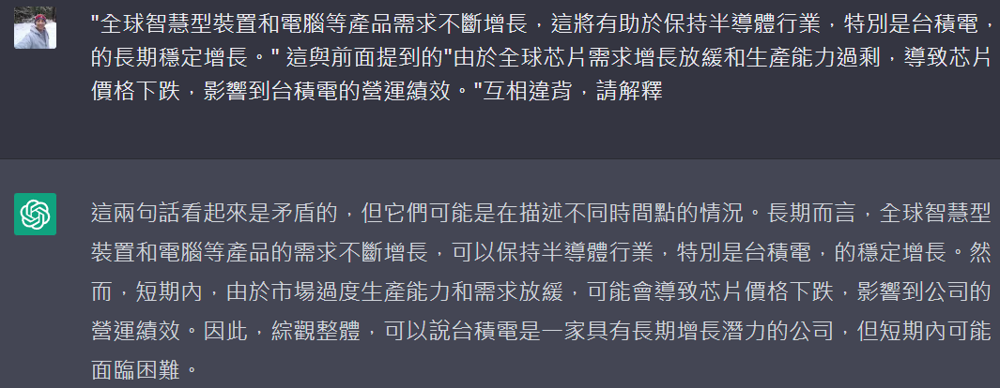 "全球智慧型裝置和電腦等產品需求不斷增長，這將有助於保持半導體行業，特別是台積電，
的長期穩定增長。" 這與前面提到的"由於全球芯片需求增長放緩和生產能力過剩，導致芯片
價格下跌，影響到台積電的營運績效。"互相違背，請解釋
這兩句話看起來是矛盾的，但它們可能是在描述不同時間點的情況。長期而言，全球智慧型
裝置和電腦等產品的需求不斷增長，可以保持半導體行業，特別是台積電，的穩定增長。然
而，短期內，由於市場過度生產能力和需求放緩，可能會導致芯片價格下跌，影響到公司的
營運績效。因此，綜觀整體，可以說台積電是一家具有長期增長潛力的公司，但短期內可能
面臨困難。